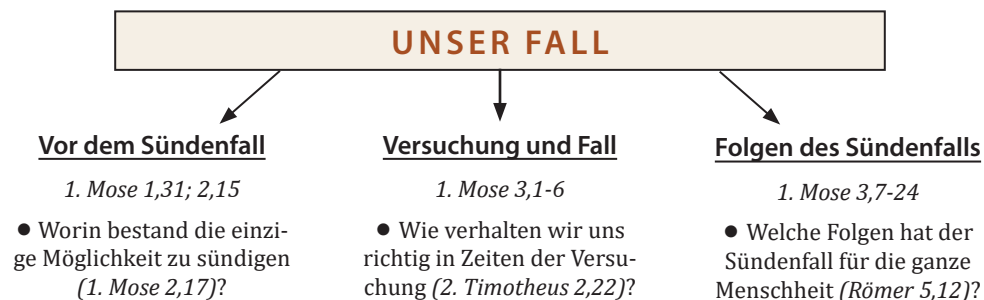 UNSER FALL
Vor dem Sündenfall
1. Mose 1,31; 2,15
● Worin bestand die einzi-
ge Möglichkeit zu sündigen
(1. Mose 2,17)?
Versuchung und Fall
1. Mose 3,1-6
● Wie verhalten wir uns
richtig in Zeiten der Versu-
chung (2. Timotheus 2,22)?
Folgen des Sündenfalls
1. Mose 3,7-24
● Welche Folgen hat der
Sündenfall für die ganze
Menschheit (Römer 5,12)?